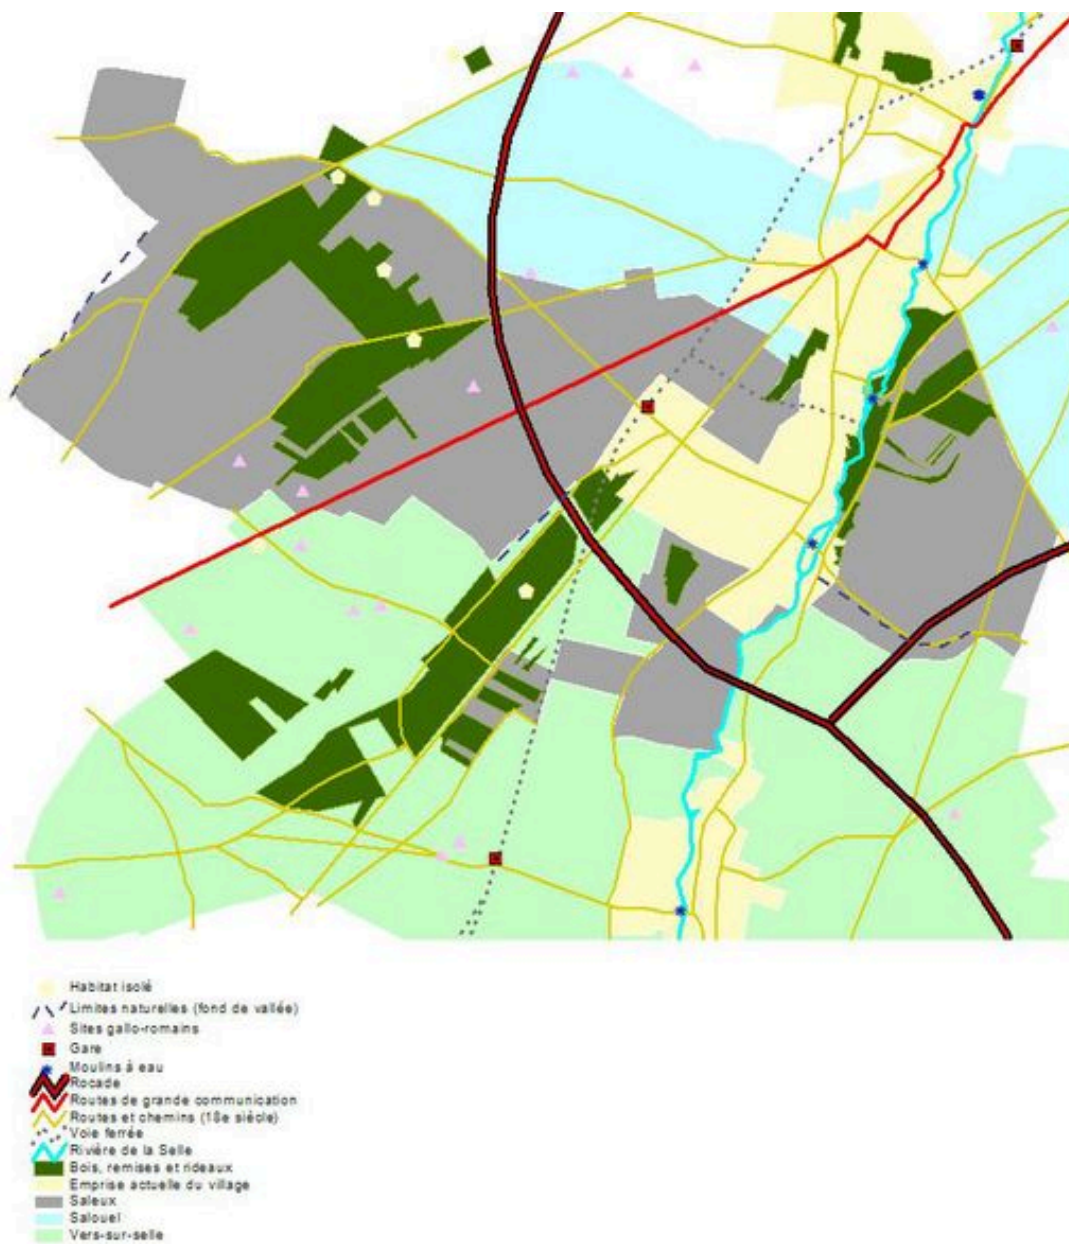 Habitat isolé
Limites naturelles (fond de vallée)
Sites gallo-romains
Gare
Moulins à eau
Rocade
Routes de grande communication
Routes et chemins (18e siècle)
Voie ferrée
Rivière de la Selle
Bois, remises et rideaux
Emprise actuelle du village
Saleux
Salouel
Vers-sur-selle